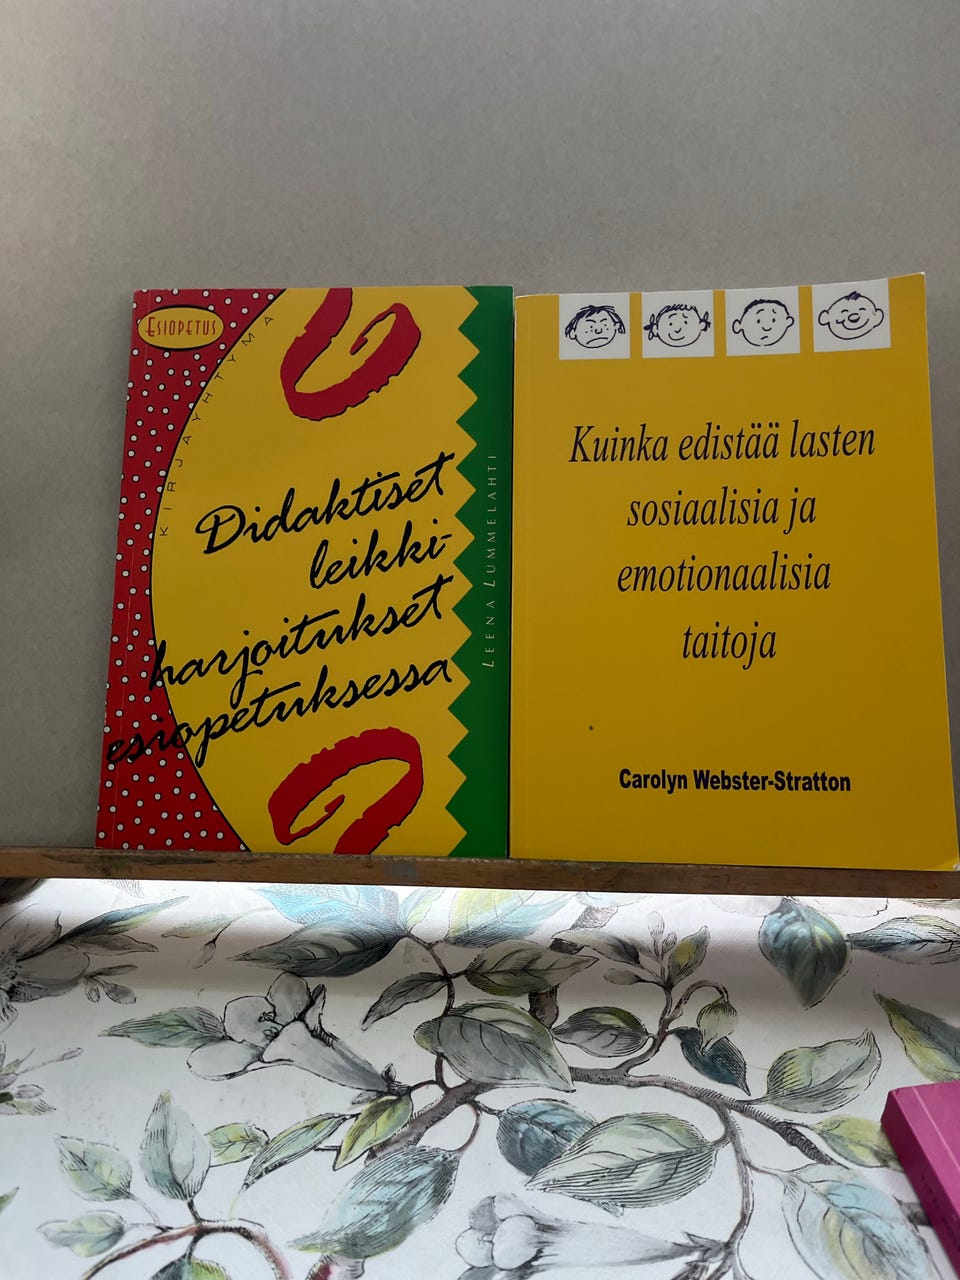 ESIOPETUS
KIRJAYHTYMÄ
Didaktiset
leikki-
harjoitukset
esiopetuksessa
LEENA LUMMELAHTI
Kuinka edistää lasten
sosiaalisia ja
emotionaalisia
taitoja
Carolyn Webster-Stratton